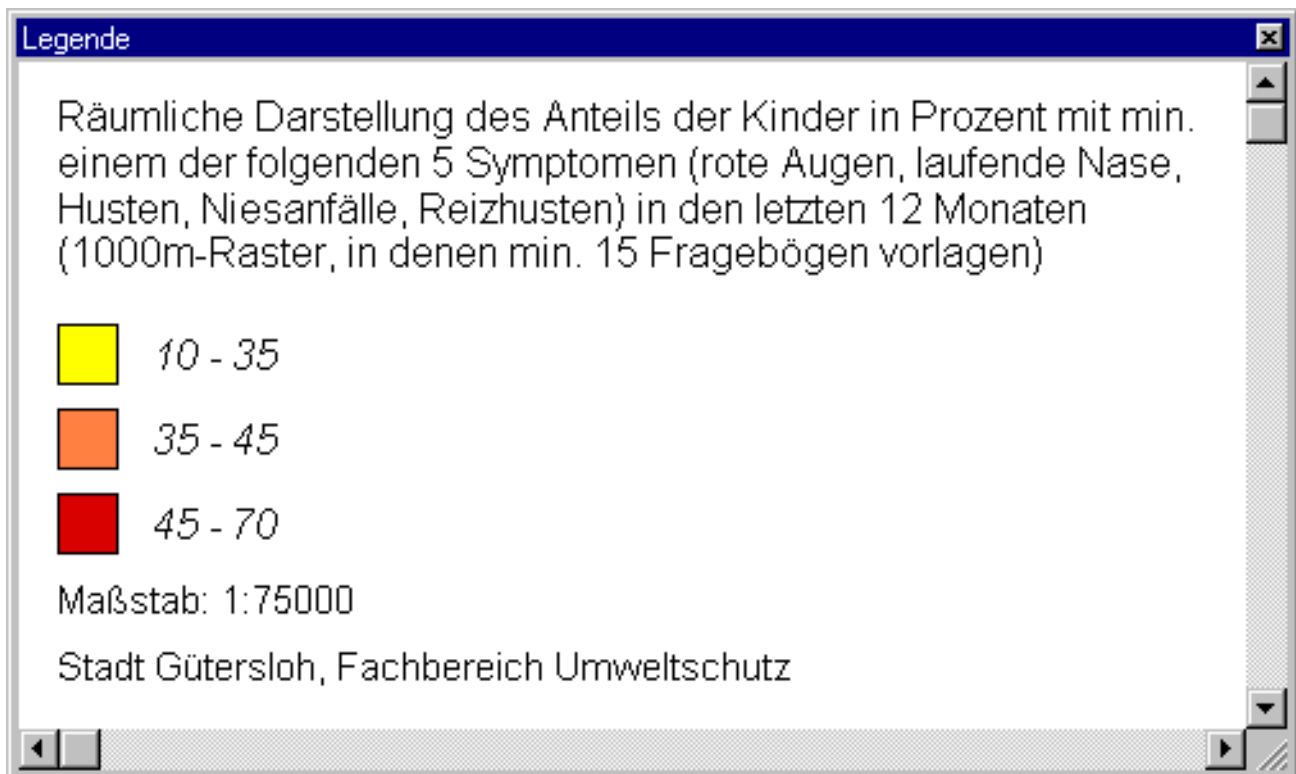 Legende
Räumliche Darstellung des Anteils der Kinder in Prozent mit min.
einem der folgenden 5 Symptomen (rote Augen, laufende Nase,
Husten, Niesanfälle, Reizhusten) in den letzten 12 Monaten
(1000m-Raster, in denen min. 15 Fragebögen vorlagen)
10 - 35
35 - 45
45 - 70
Maßstab: 1:75000
Stadt Gütersloh, Fachbereich Umweltschutz